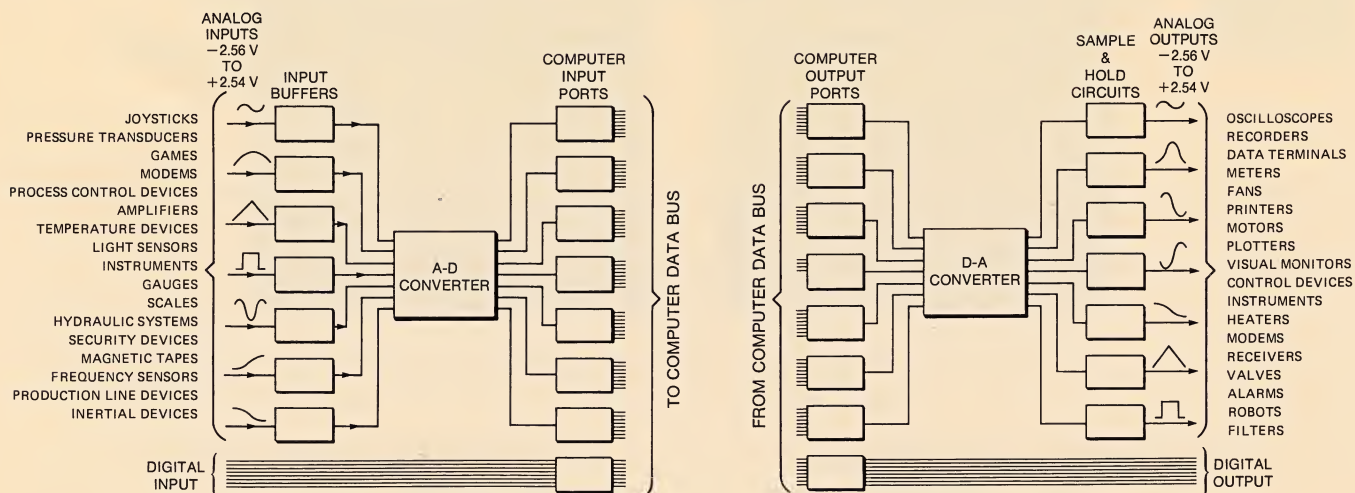 ANALOG
INPUTS
−2.56 V
TO
+2.54 V
INPUT
BUFFERS
COMPUTER
INPUT
PORTS
JOYSTICKS
PRESSURE TRANSDUCERS
GAMES
MODEMS
PROCESS CONTROL DEVICES
AMPLIFIERS
TEMPERATURE DEVICES
LIGHT SENSORS
INSTRUMENTS
GAUGES
SCALES
HYDRAULIC SYSTEMS
SECURITY DEVICES
MAGNETIC TAPES
FREQUENCY SENSORS
PRODUCTION LINE DEVICES
INERTIAL DEVICES
A-D
CONVERTER
TO COMPUTER DATA BUS
DIGITAL
INPUT
COMPUTER
OUTPUT
PORTS
SAMPLE
&
HOLD
CIRCUITS
ANALOG
OUTPUTS
−2.56 V
TO
+2.54 V
FROM COMPUTER DATA BUS
D-A
CONVERTER
OSCILLOSCOPES
RECORDERS
DATA TERMINALS
METERS
FANS
PRINTERS
MOTORS
PLOTTERS
VISUAL MONITORS
CONTROL DEVICES
INSTRUMENTS
HEATERS
MODEMS
RECEIVERS
VALVES
ALARMS
ROBOTS
FILTERS
DIGITAL
OUTPUT